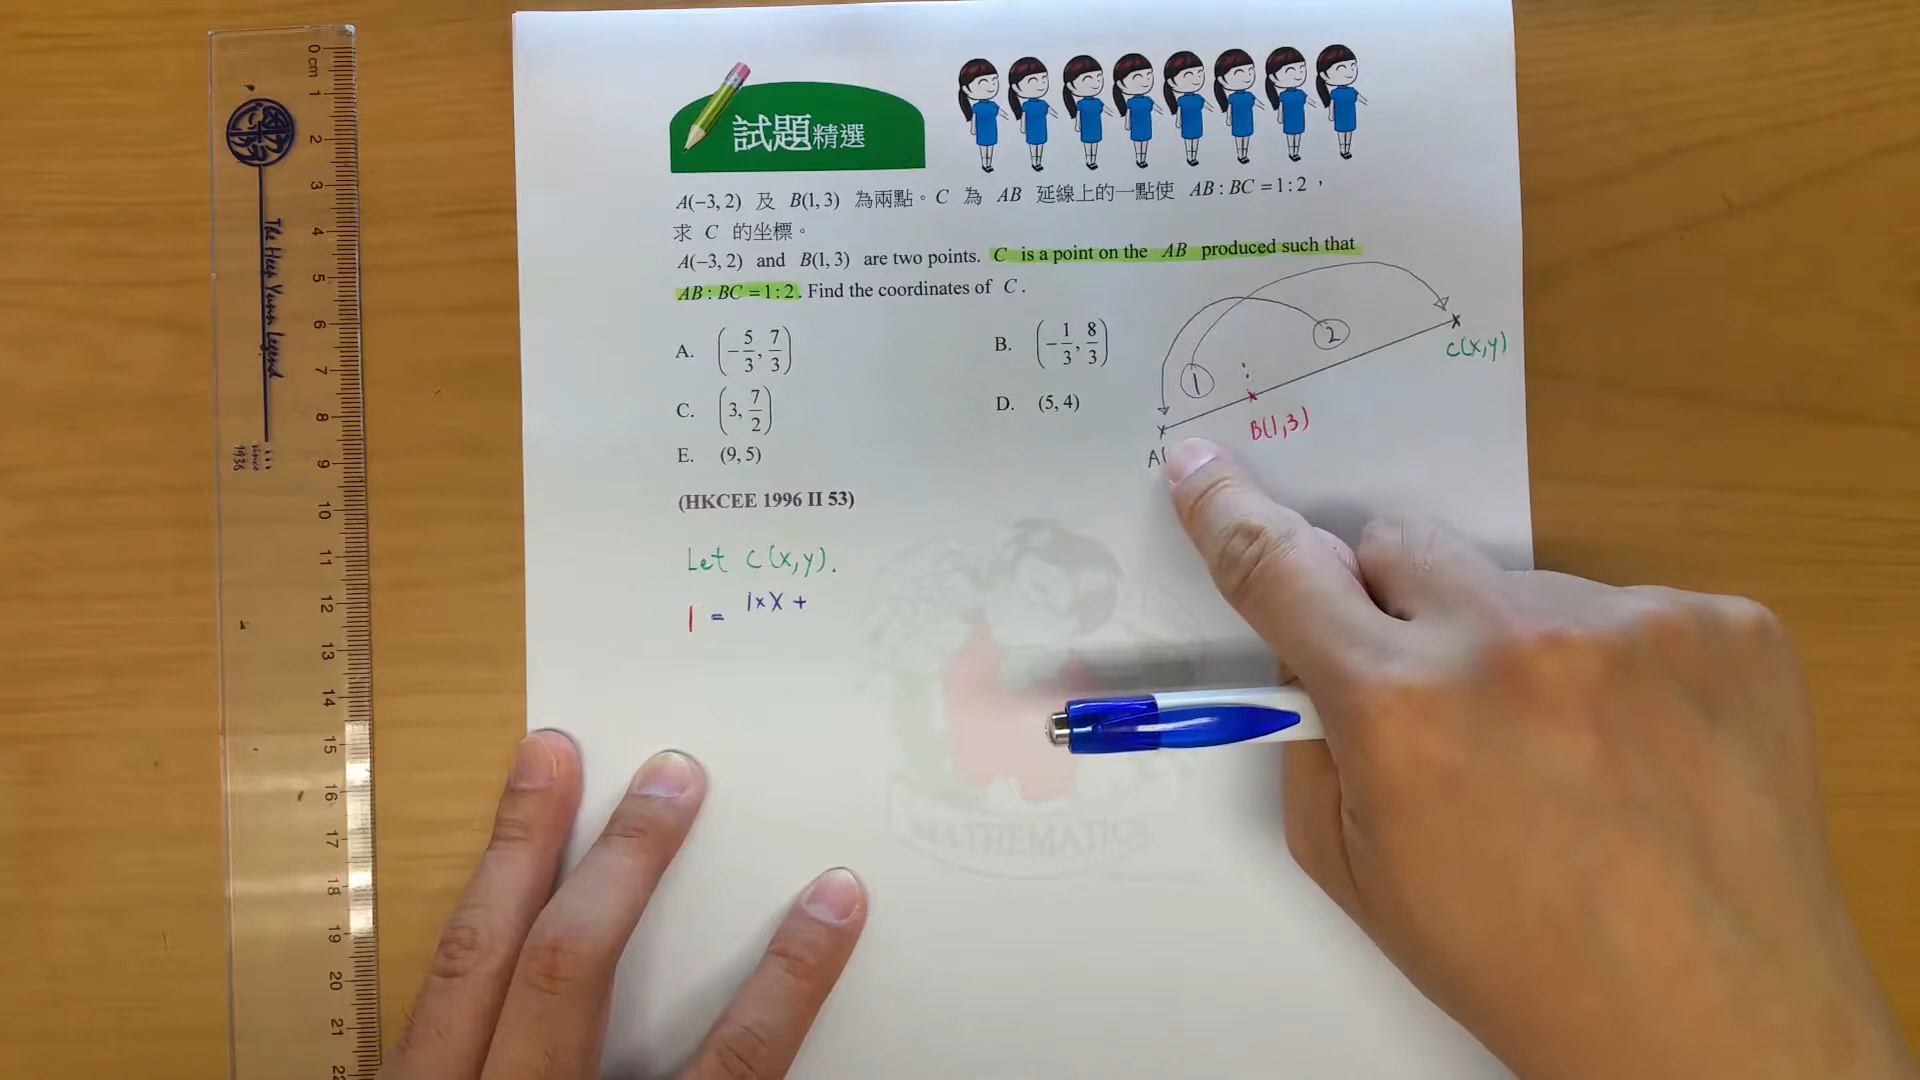 試題精選
A(−3, 2) 及 B(1, 3) 為兩點。C 為 AB 延線上的一點使 AB : BC = 1 : 2，
求 C 的坐標。
A(−3, 2) and B(1, 3) are two points. C is a point on the AB produced such that
AB : BC = 1 : 2. Find the coordinates of C.
A. (−5/3, 7/3)
B. (−1/3, 8/3)
C. (3, 7/2)
D. (5, 4)
E. (9, 5)
(HKCEE 1996 II 53)
1 : 2
C(x,y)
B(1,3)
A(
Let C(x,y).
1 = 1×x +
MATHEMATICS
0 cm 1 2 3 4 5 6 7 8 9 10 11 12 13 14 15 16 17 18 19 20 21 22
The Heep Yunn Legend
since 1936